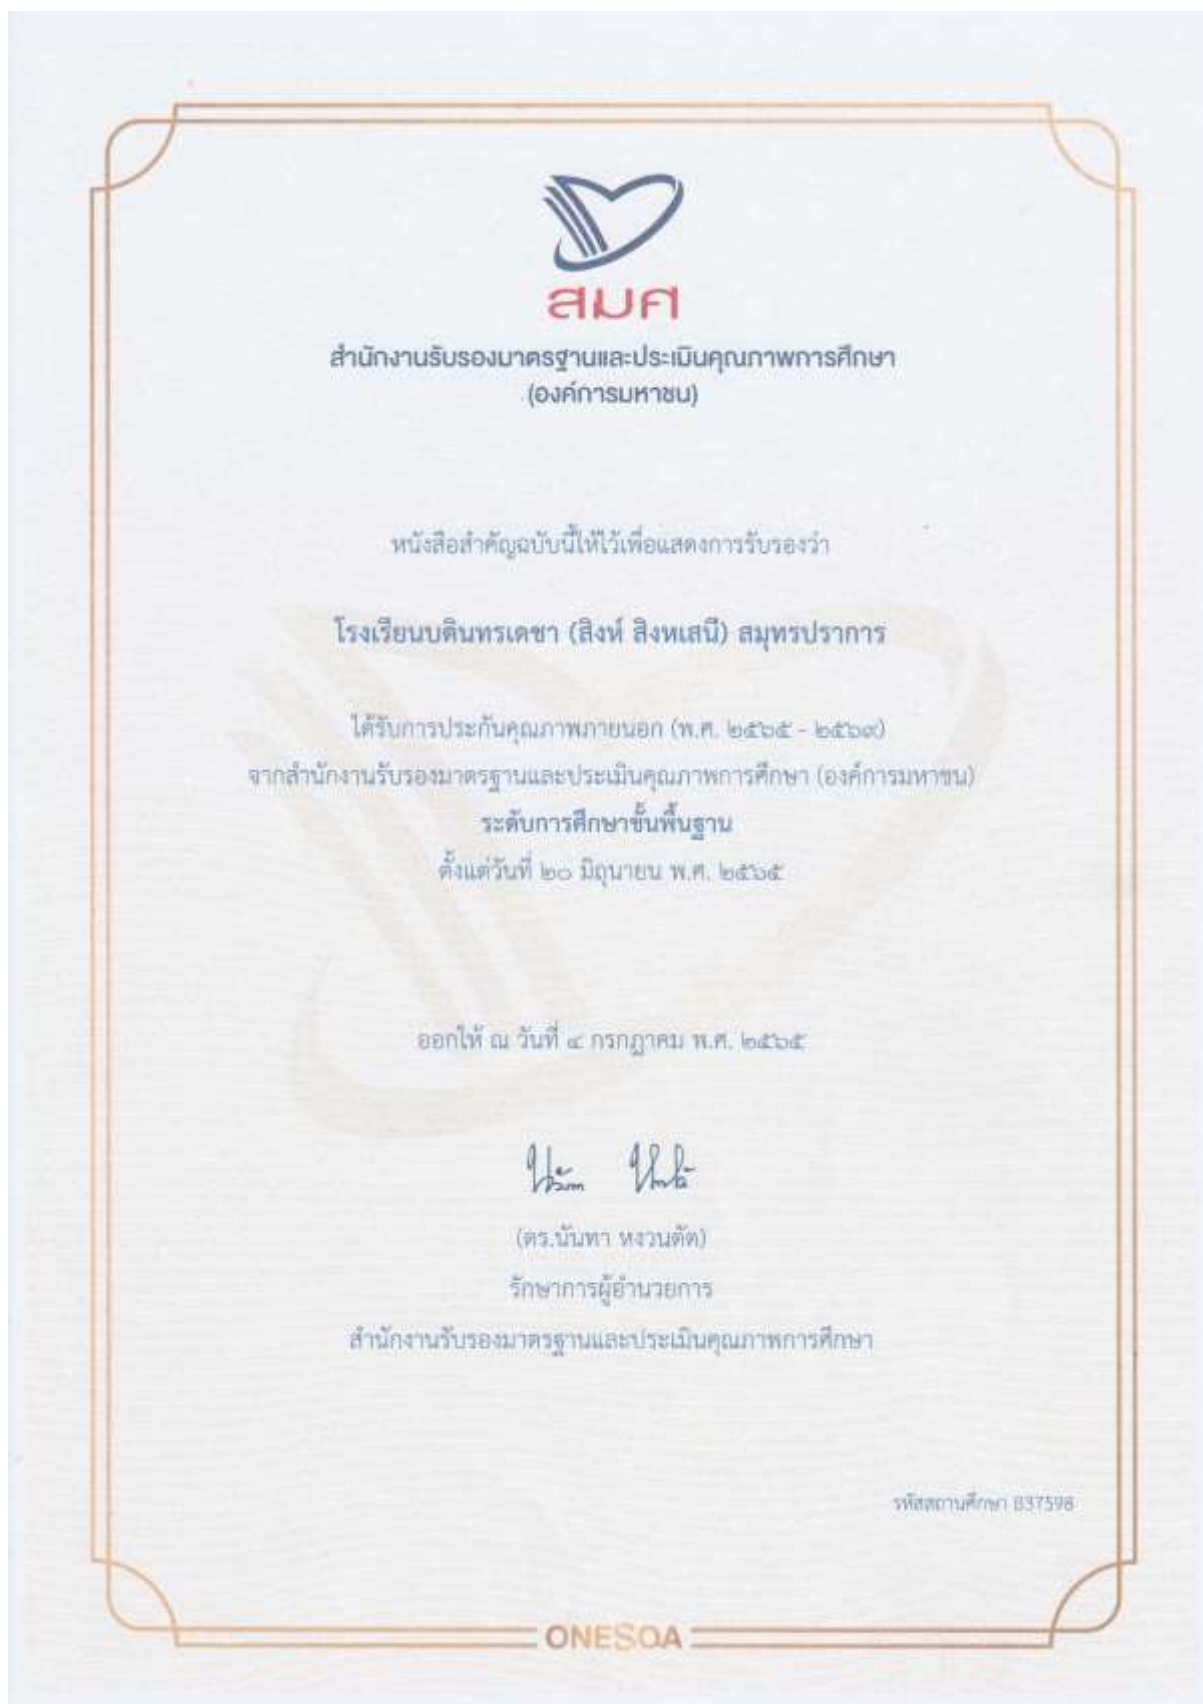 สมศ
สำนักงานรับรองมาตรฐานและประเมินคุณภาพการศึกษา
(องค์การมหาชน)
หนังสือสำคัญฉบับนี้ให้ไว้เพื่อแสดงการรับรองว่า
โรงเรียนบดินทรเดชา (สิงห์ สิงหเสนี) สมุทรปราการ
ได้รับการประกันคุณภาพภายนอก (พ.ศ. ๒๕๖๕ - ๒๕๖๙)
จากสำนักงานรับรองมาตรฐานและประเมินคุณภาพการศึกษา (องค์การมหาชน)
ระดับการศึกษาขั้นพื้นฐาน
ตั้งแต่วันที่ ๒๐ มิถุนายน พ.ศ. ๒๕๖๕
ออกให้ ณ วันที่ ๔ กรกฎาคม พ.ศ. ๒๕๖๕
(ดร.นันทา หงวนตัด)
รักษาการผู้อำนวยการ
สำนักงานรับรองมาตรฐานและประเมินคุณภาพการศึกษา
รหัสสถานศึกษา B37598
ONESQA